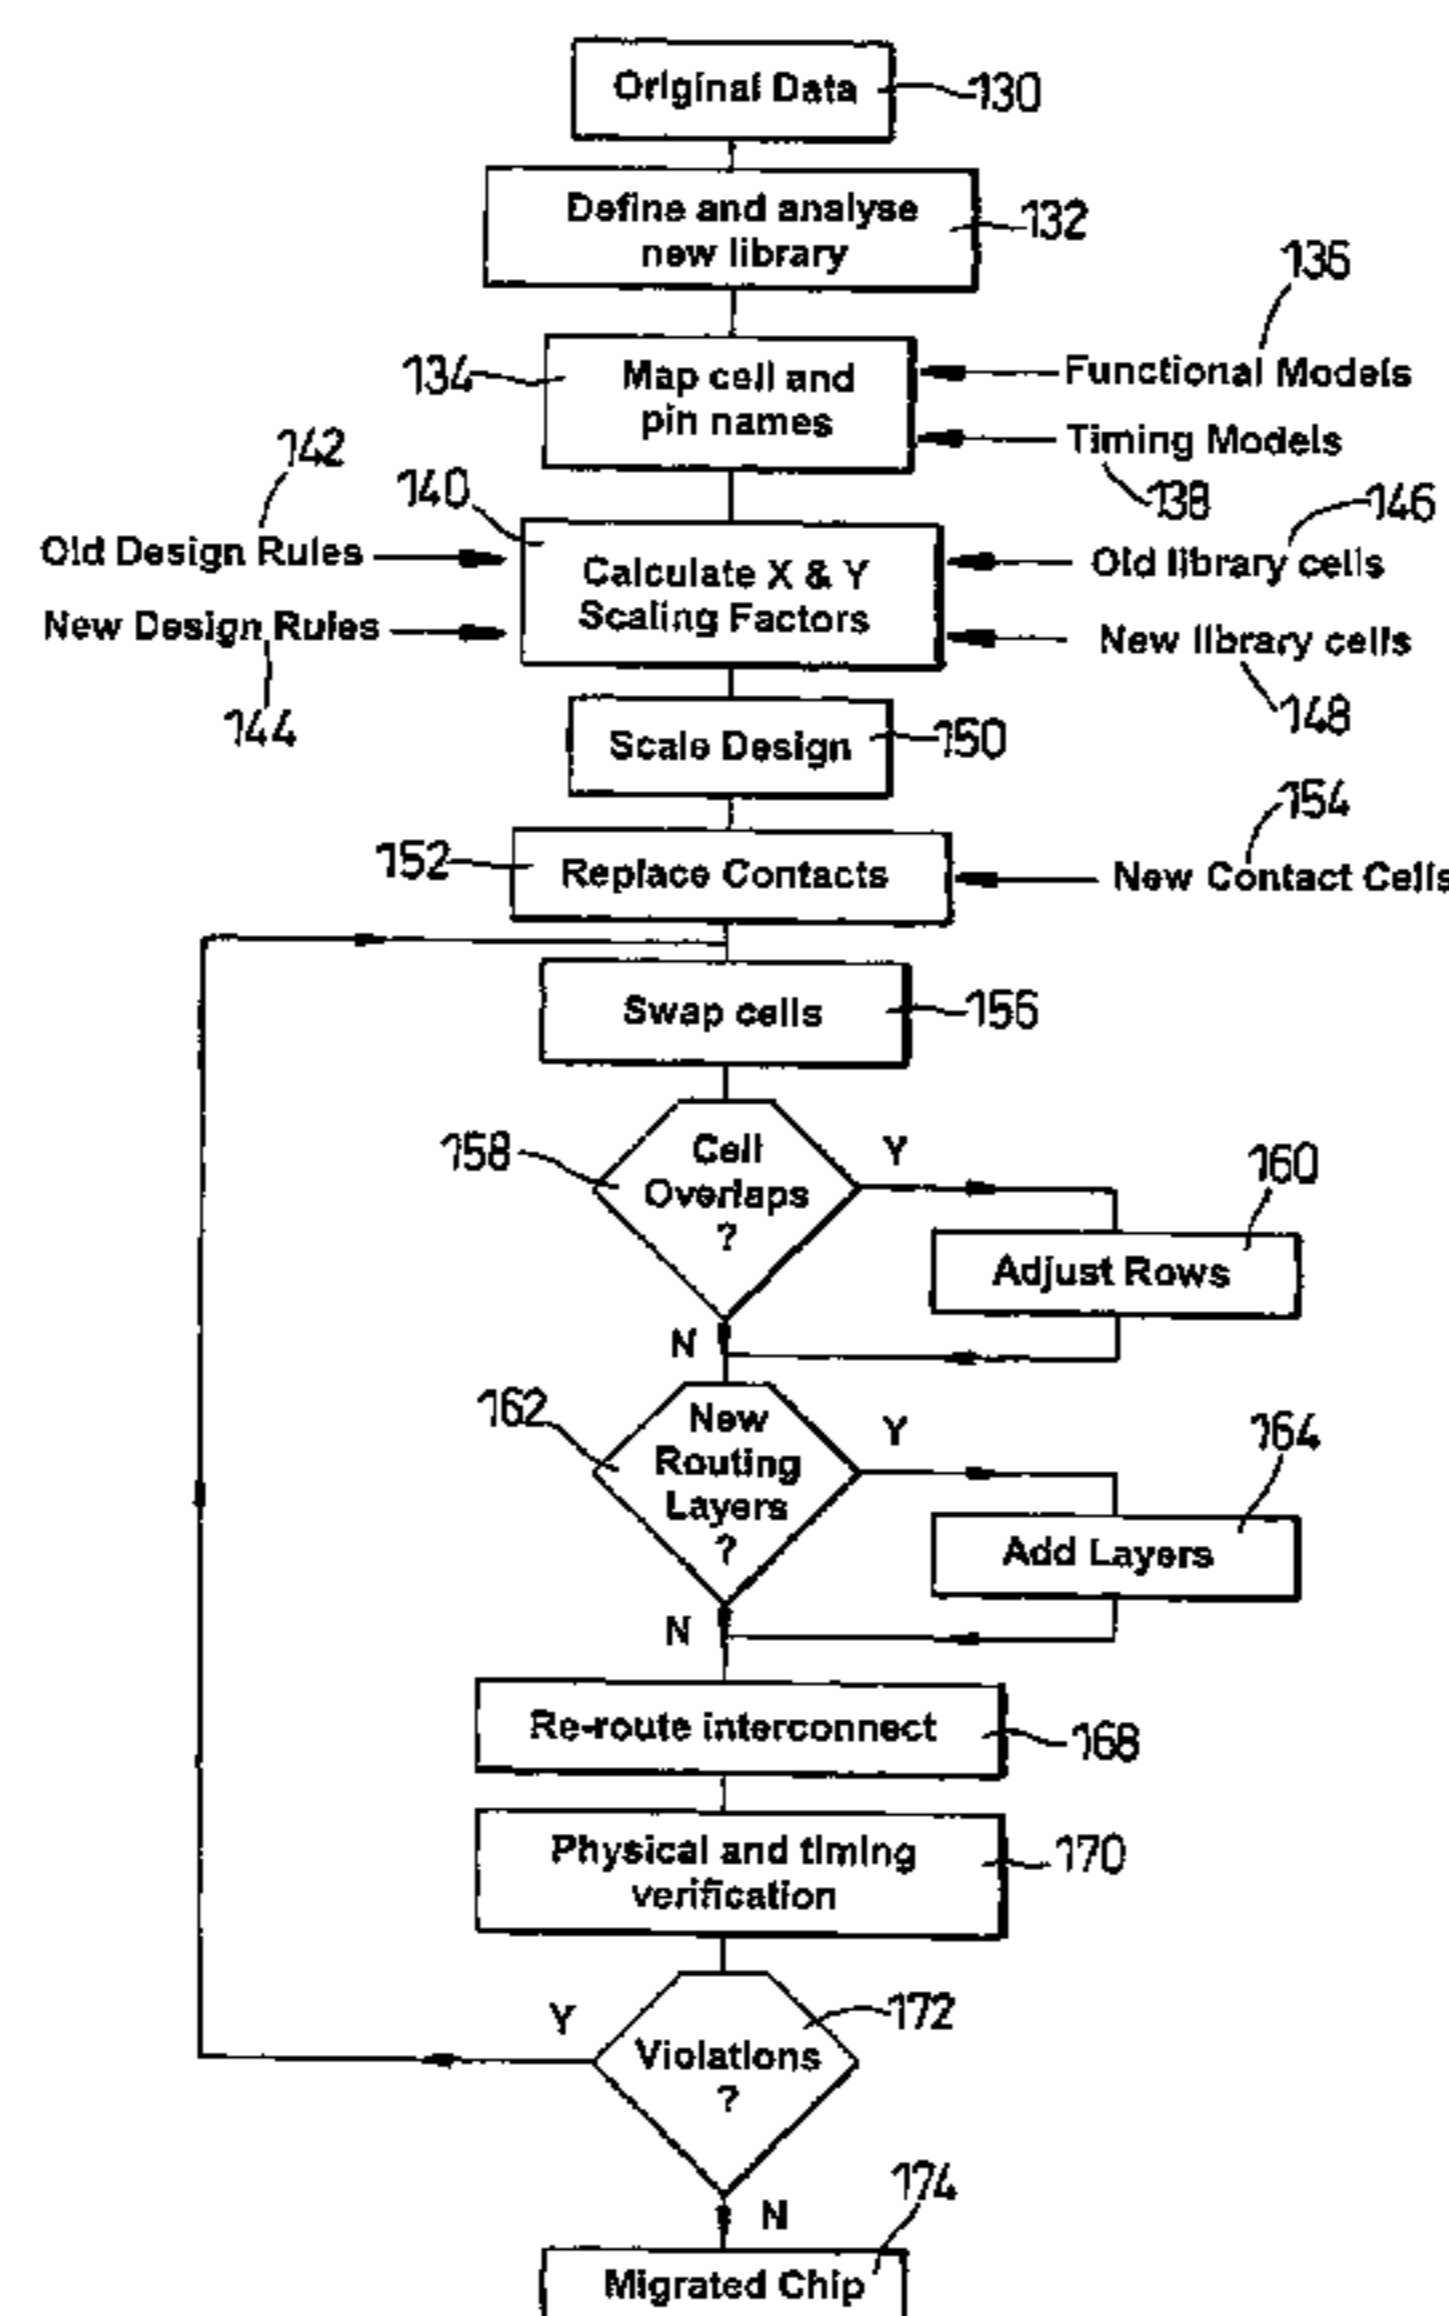 Original Data
130
Define and analyse
new library
132
136
134
Map cell and
pin names
Functional Models
Timing Models
138
142
140
146
Old Design Rules
New Design Rules
144
Calculate X & Y
Scaling Factors
Old library cells
New library cells
148
Scale Design
150
154
152
Replace Contacts
New Contact Cells
Swap cells
156
158
Cell
Overlaps
?
Y
160
Adjust Rows
N
162
New
Routing
Layers
?
Y
164
Add Layers
N
Re-route interconnect
168
Physical and timing
verification
170
172
Y
Violations
?
174
N
Migrated Chip